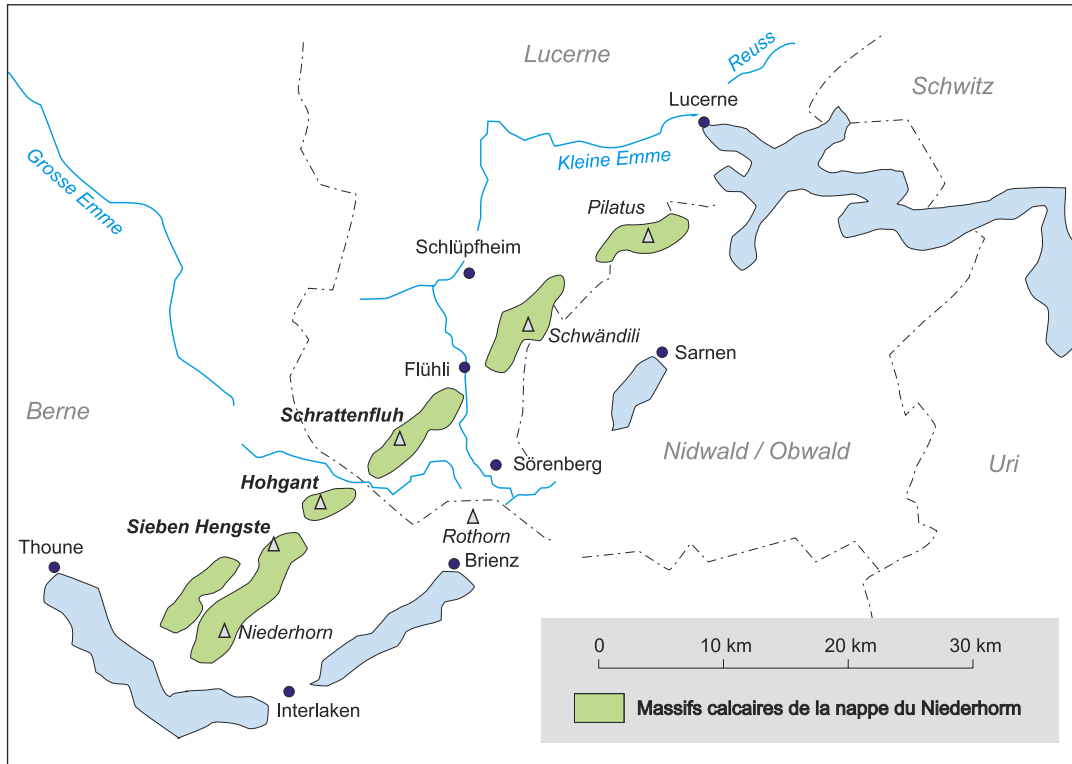 Lucerne
Reuss
Schwitz
Lucerne
Grosse Emme
Kleine Emme
Pilatus
Schlüpfheim
Schwändili
Sarnen
Flühli
Berne
Schrattenfluh
Nidwald / Obwald
Uri
Sörenberg
Hohgant
Sieben Hengste
Rothorn
Thoune
Brienz
Niederhorn
Interlaken
0 10 km 20 km 30 km
Massifs calcaires de la nappe du Niederhorm